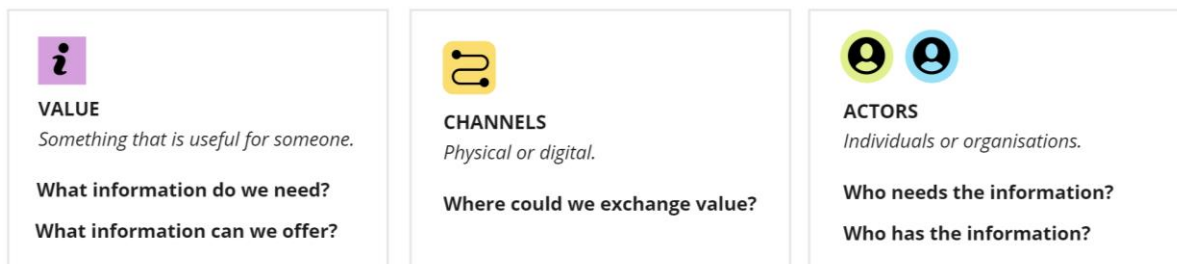 VALUE
Something that is useful for someone.
What information do we need?
What information can we offer?
CHANNELS
Physical or digital.
Where could we exchange value?
ACTORS
Individuals or organisations.
Who needs the information?
Who has the information?